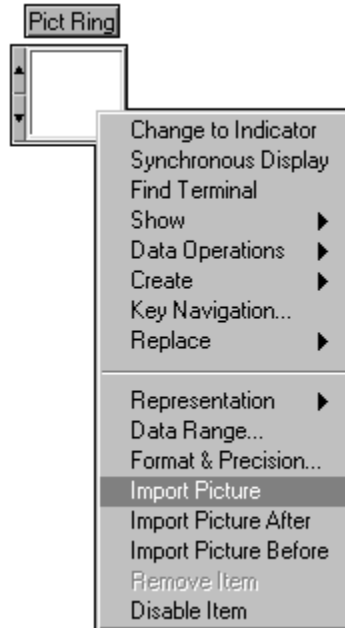 Pict Ring
Change to Indicator
Synchronous Display
Find Terminal
Show
Data Operations
Create
Key Navigation...
Replace
Representation
Data Range...
Format & Precision...
Import Picture
Import Picture After
Import Picture Before
Remove Item
Disable Item